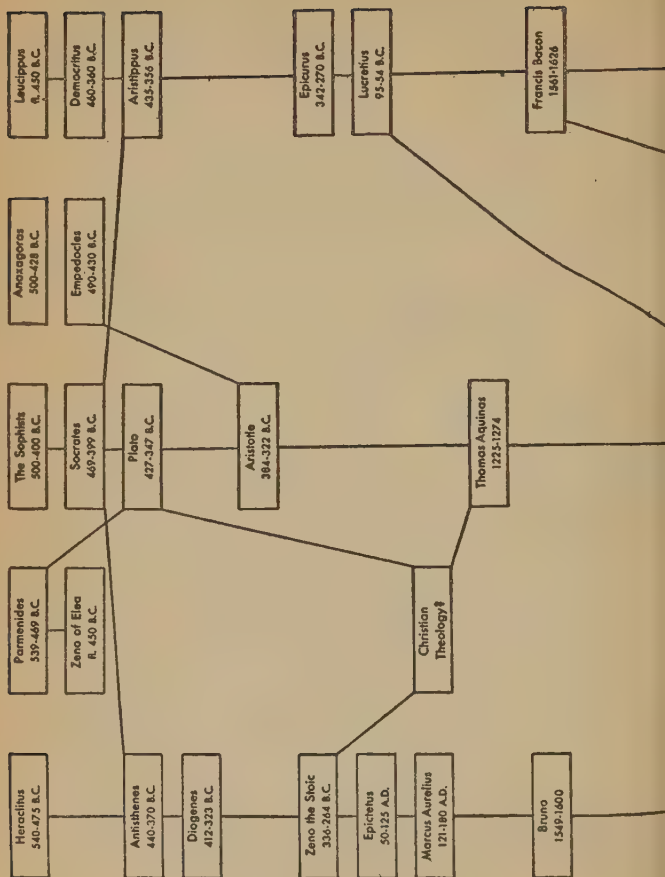 Leucippus
fl. 450 B.C.
Democritus
460-360 B.C.
Aristippus
435-356 B.C.
Epicurus
342-270 B.C.
Lucretius
95-54 B.C.
Francis Bacon
1561-1626
Anaxagoras
500-428 B.C.
Empedocles
490-430 B.C.
The Sophists
500-400 B.C.
Socrates
469-399 B.C.
Plato
427-347 B.C.
Aristotle
384-322 B.C.
Thomas Aquinas
1225-1274
Parmenides
539-469 B.C.
Zeno of Elea
fl. 450 B.C.
Christian
Theology‡
Heraclitus
540-475 B.C.
Antisthenes
440-370 B.C.
Diogenes
412-323 B.C.
Zeno the Stoic
336-264 B.C.
Epictetus
50-125 A.D.
Marcus Aurelius
121-180 A.D.
Bruno
1549-1600